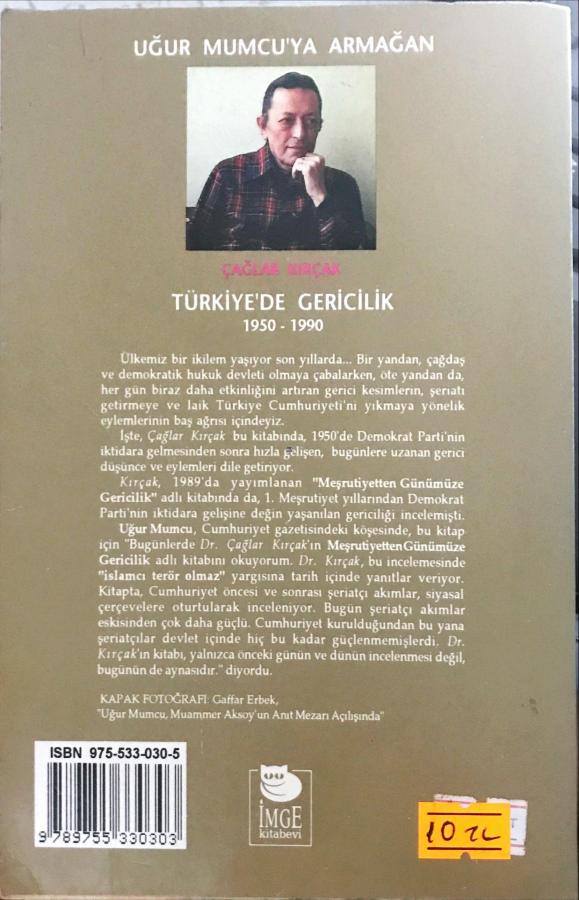 UĞUR MUMCU'YA ARMAĞAN
ÇAĞLAR KIRÇAK
TÜRKİYE'DE GERİCİLİK
1950 - 1990
Ülkemiz bir ikilem yaşıyor son yıllarda... Bir yandan, çağdaş
ve demokratik hukuk devleti olmaya çabalarken, öte yandan da,
her gün biraz daha etkinliğini artıran gerici kesimlerin, şeriatı
getirmeye ve laik Türkiye Cumhuriyeti'ni yıkmaya yönelik
eylemlerinin baş ağrısı içindeyiz.
İşte, Çağlar Kırçak bu kitabında, 1950'de Demokrat Parti'nin
iktidara gelmesinden sonra hızla gelişen, bugünlere uzanan gerici
düşünce ve eylemleri dile getiriyor.
Kırçak, 1989'da yayımlanan "Meşrutiyetten Günümüze
Gericilik" adlı kitabında da, 1. Meşrutiyet yıllarından Demokrat
Parti'nin iktidara gelişine değin yaşanılan gericiliği incelemişti.
Uğur Mumcu, Cumhuriyet gazetisindeki köşesinde, bu kitap
için "Bugünlerde Dr. Çağlar Kırçak'ın Meşrutiyetten Günümüze
Gericilik adlı kitabını okuyorum. Dr. Kırçak, bu incelemesinde
"islamcı terör olmaz" yargısına tarih içinde yanıtlar veriyor.
Kitapta, Cumhuriyet öncesi ve sonrası şeriatçı akımlar, siyasal
çerçevelere oturtularak inceleniyor. Bugün şeriatçı akımlar
eskisinden çok daha güçlü. Cumhuriyet kurulduğundan bu yana
şeriatçılar devlet içinde hiç bu kadar güçlenmemişlerdi. Dr.
Kırçak'ın kitabı, yalnızca önceki günün ve dünün incelenmesi değil,
bugünün de aynasıdır." diyordu.
KAPAK FOTOĞRAFI: Gaffar Erbek,
"Uğur Mumcu, Muammer Aksoy'un Anıt Mezarı Açılışında"
ISBN 975-533-030-5
9 789755 330303
İMGE
kitabevi
10 TL